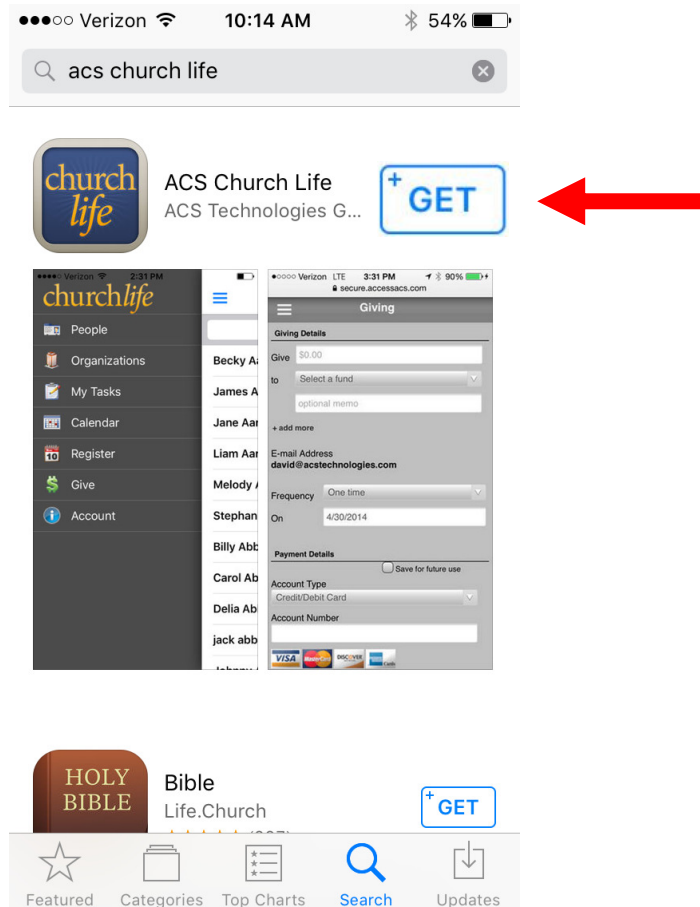 Verizon 10:14 AM 54%
acs church life
church life
ACS Church Life
ACS Technologies G...
+ GET
Verizon 2:31 PM
churchlife
People
Organizations
My Tasks
Calendar
Register
Give
Account
Becky A
James A
Jane Aar
Liam Aar
Melody
Stephan
Billy Abb
Carol Ab
Delia Ab
jack abb
Verizon LTE 3:31 PM 90%
secure.accessacs.com
Giving
Giving Details
Give $0.00
to Select a fund
optional memo
+ add more
E-mail Address
david@acstechnologies.com
Frequency One time
On 4/30/2014
Payment Details
Save for future use
Account Type
Credit/Debit Card
Account Number
VISA MasterCard DISCOVER
HOLY BIBLE
Bible
Life.Church
+ GET
Featured Categories Top Charts Search Updates